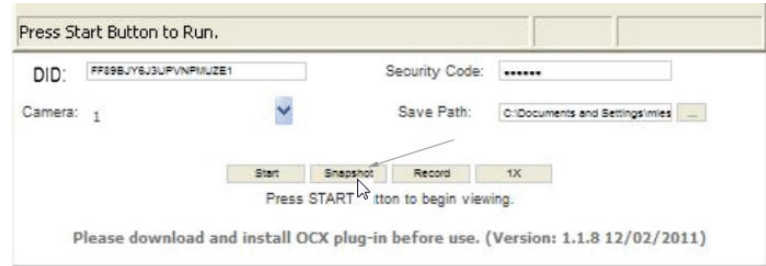 Press Start Button to Run.
DID: FF89BJY6J3UPVNPMUZE1 Security Code: ••••••
Camera: 1 Save Path: C:\Documents and Settings\mies ...
Start Snapshot Record 1X
Press START tton to begin viewing.
Please download and install OCX plug-in before use. (Version: 1.1.8 12/02/2011)